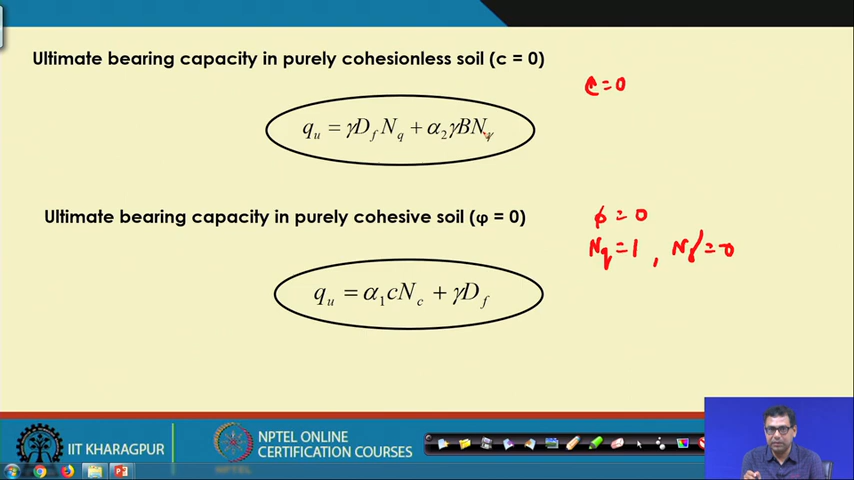 Ultimate bearing capacity in purely cohesionless soil (c = 0)
c=0
q_u = γD_f N_q + α_2 γBN_γ
Ultimate bearing capacity in purely cohesive soil (φ = 0)
φ = 0
N_q = 1 , N_γ = 0
q_u = α_1 cN_c + γD_f
IIT KHARAGPUR
NPTEL ONLINE
CERTIFICATION COURSES
NPTEL